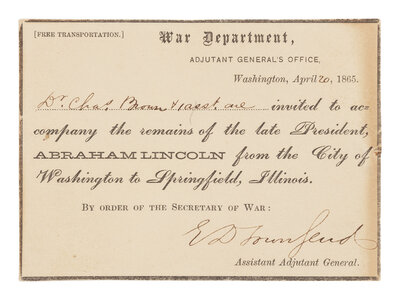 [FREE TRANSPORTATION.]
War Department,
ADJUTANT GENERAL'S OFFICE,
Washington, April 20, 1865.
Dr. Chas. Brown & asst. are invited to ac-
company the remains of the late President,
ABRAHAM LINCOLN from the City of
Washington to Springfield, Illinois.
BY ORDER OF THE SECRETARY OF WAR:
E D Townsend
Assistant Adjutant General.